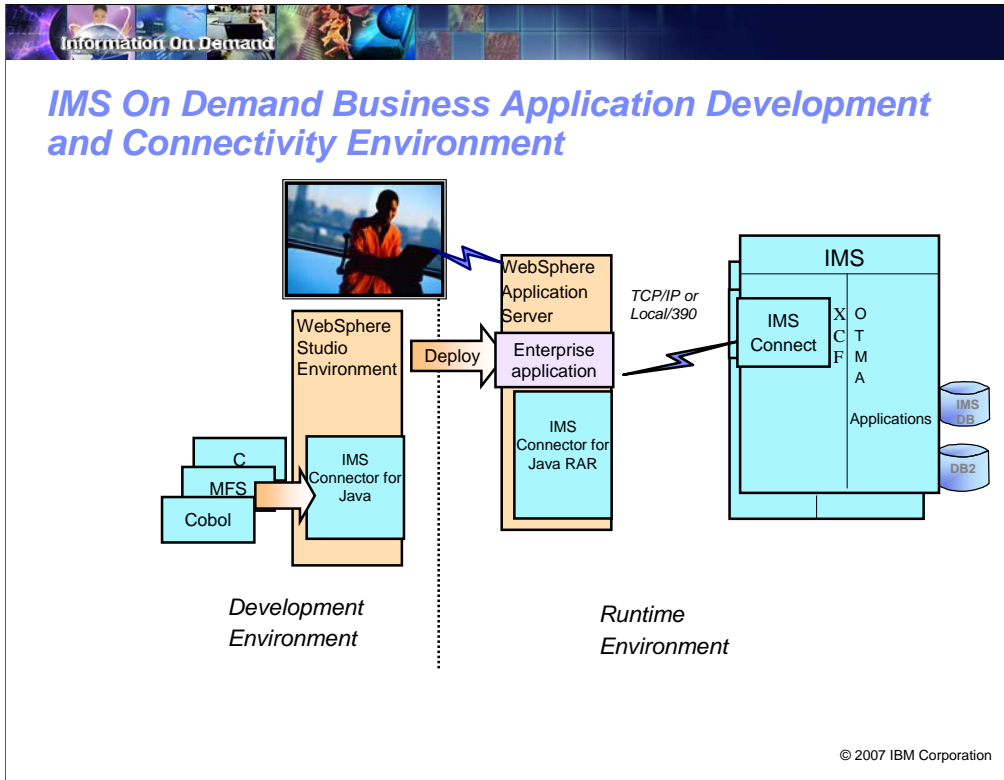 Information On Demand
IMS On Demand Business Application Development
and Connectivity Environment
WebSphere
Studio
Environment
C
MFS
Cobol
IMS
Connector for
Java
Deploy
WebSphere
Application
Server
Enterprise
application
IMS
Connector for
Java RAR
TCP/IP or
Local/390
IMS
IMS
Connect
X
C
F
O
T
M
A
Applications
IMS
DB
DB2
Development
Environment
Runtime
Environment
© 2007 IBM Corporation